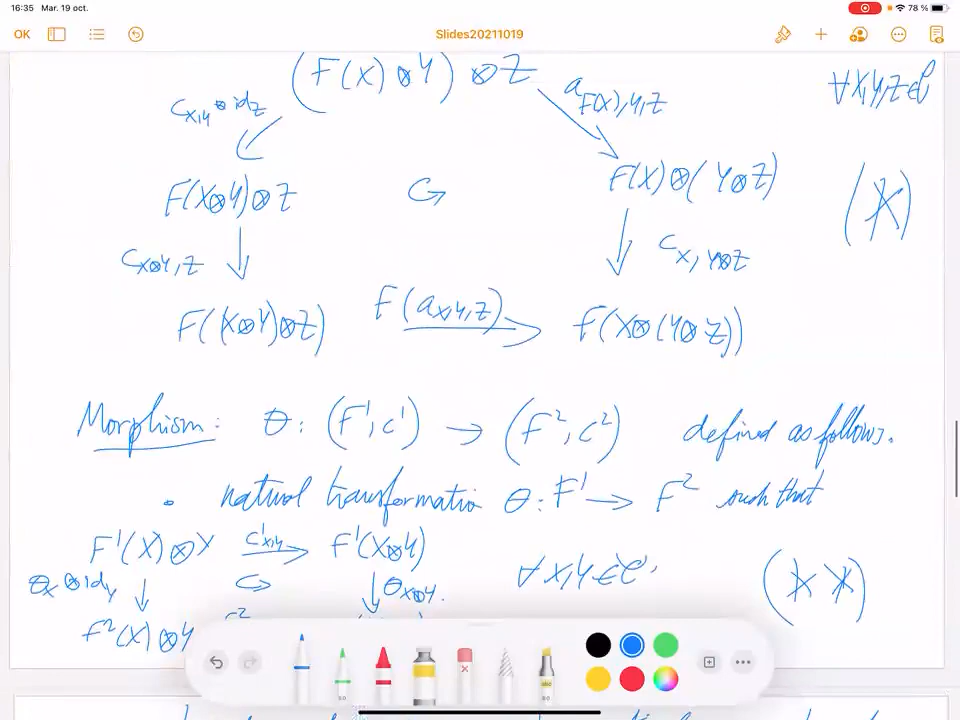 16:35 Mar. 19 oct.
78 %
OK
Slides20211019
(F(X)⊗Y)⊗Z
∀X,Y,Z∈C
c_{X,Y}⊗id_Z
a_{F(X),Y,Z}
F(X⊗Y)⊗Z
F(X)⊗(Y⊗Z)
(*)
c_{X⊗Y,Z}
c_{X,Y⊗Z}
F((X⊗Y)⊗Z)
F(a_{X,Y,Z})
F(X⊗(Y⊗Z))
Morphism: θ: (F¹,c¹) → (F²,c²) defined as follows.
• natural transformation θ: F¹ → F² such that
F¹(X)⊗Y c¹_{X,Y} F¹(X⊗Y)
∀X,Y∈C,
(**)
θ_X⊗id_Y
θ_{X⊗Y}.
F²(X)⊗Y